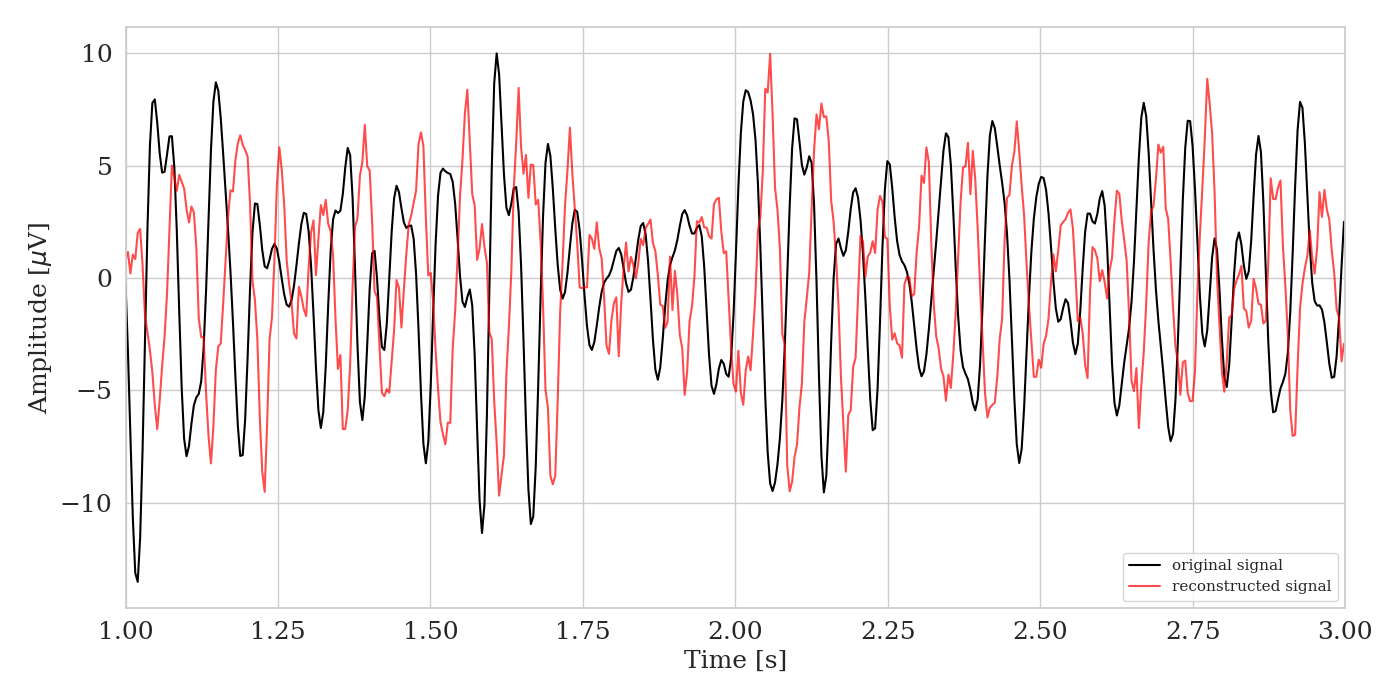 10
5
0
−5
−10
Amplitude [μV]
original signal
reconstructed signal
1.00 1.25 1.50 1.75 2.00 2.25 2.50 2.75 3.00
Time [s]